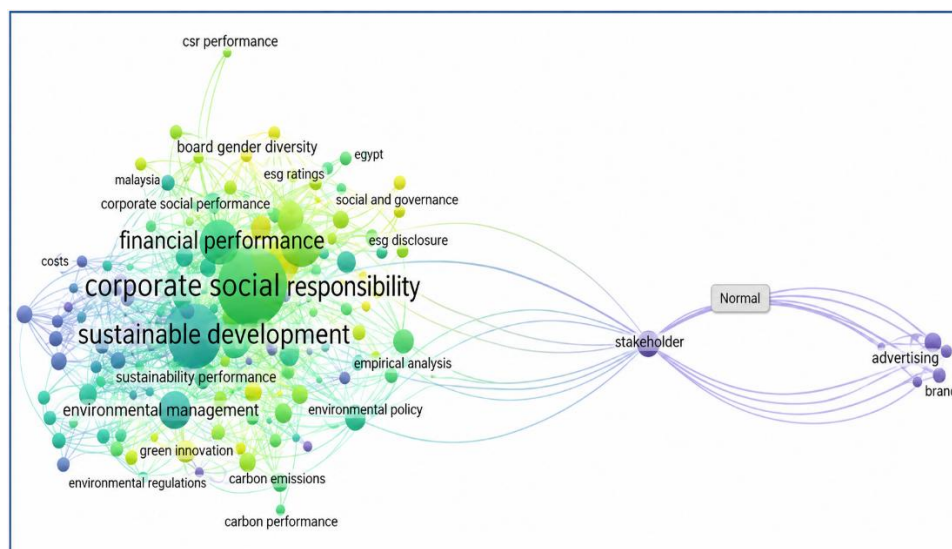 csr performance
board gender diversity
egypt
malaysia
esg ratings
corporate social performance
social and governance
financial performance
esg disclosure
costs
corporate social responsibility
Normal
sustainable development
stakeholder
advertising
empirical analysis
sustainability performance
brand
environmental management
environmental policy
green innovation
environmental regulations
carbon emissions
carbon performance